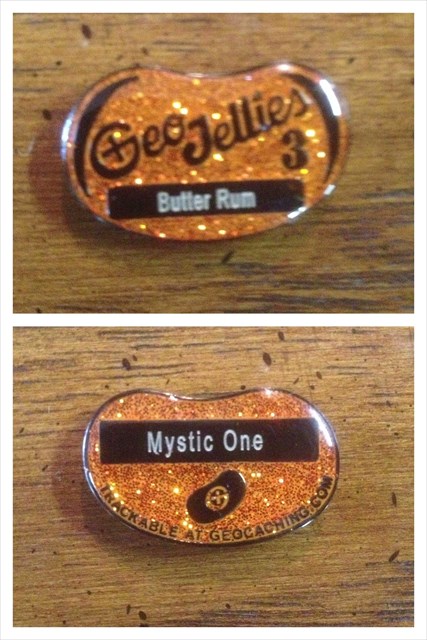 GeoJellies
3
Butter Rum
Mystic One
TRACKABLE AT GEOCACHING.COM